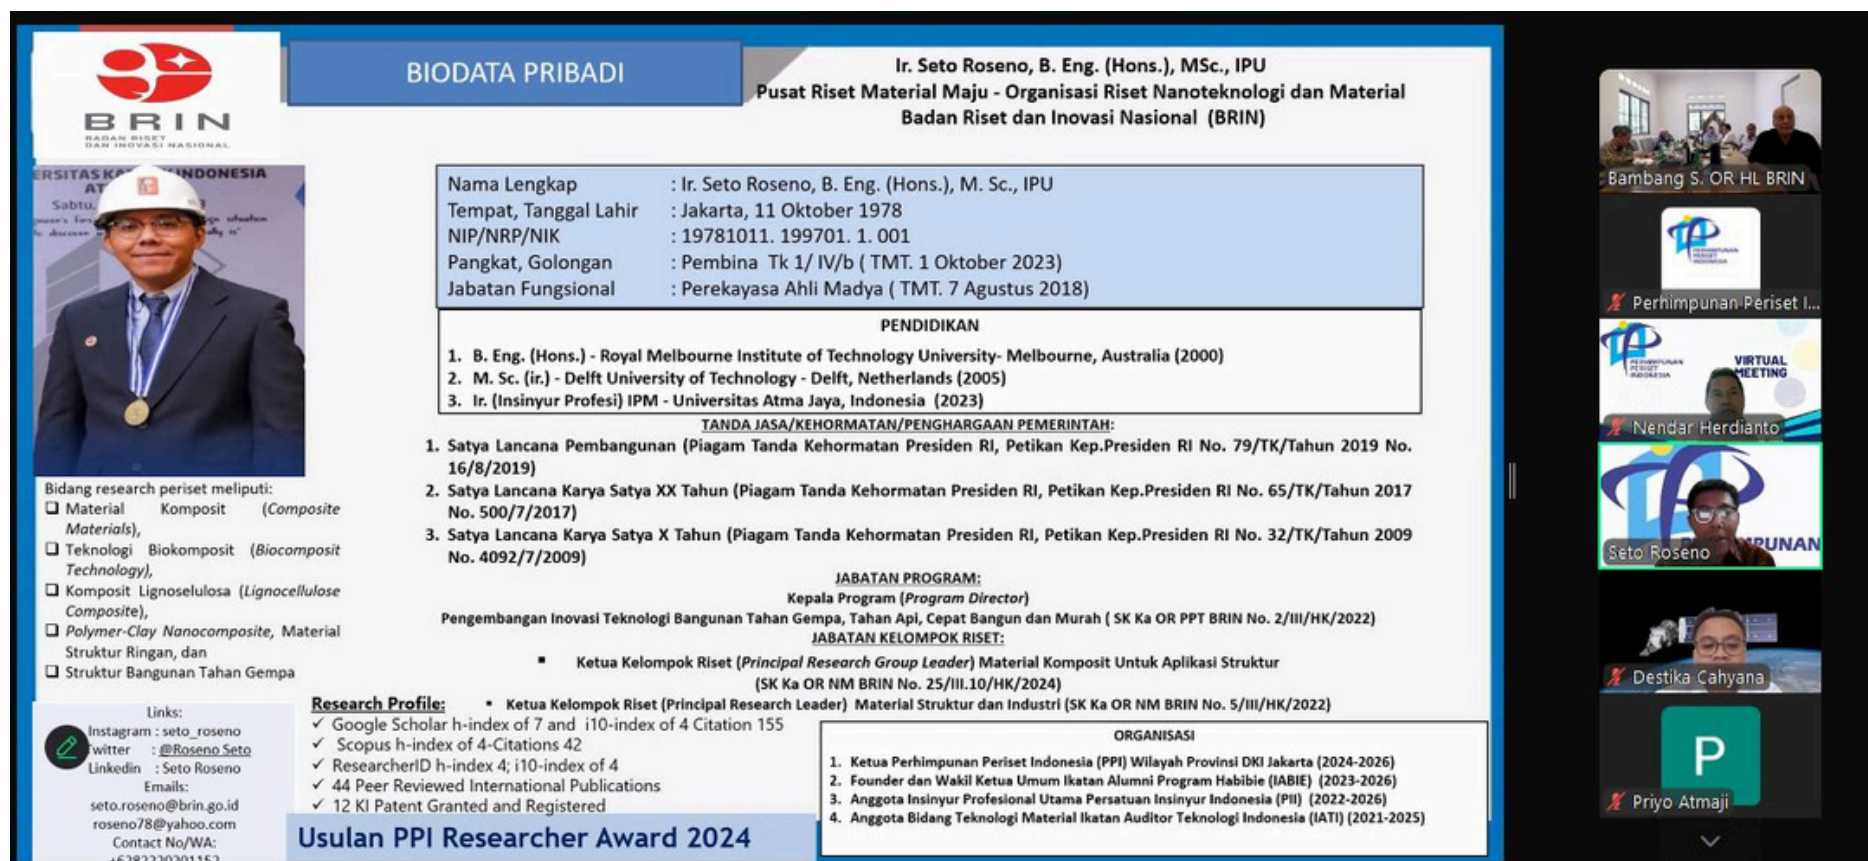 BRIN
BADAN RISET
DAN INOVASI NASIONAL
BIODATA PRIBADI
Ir. Seto Roseno, B. Eng. (Hons.), MSc., IPU
Pusat Riset Material Maju - Organisasi Riset Nanoteknologi dan Material
Badan Riset dan Inovasi Nasional (BRIN)
ERSITAS KA INDONESIA
AT
Sabtu,
Nama Lengkap : Ir. Seto Roseno, B. Eng. (Hons.), M. Sc., IPU
Tempat, Tanggal Lahir : Jakarta, 11 Oktober 1978
NIP/NRP/NIK : 19781011. 199701. 1. 001
Pangkat, Golongan : Pembina Tk 1/ IV/b ( TMT. 1 Oktober 2023)
Jabatan Fungsional : Perekayasa Ahli Madya ( TMT. 7 Agustus 2018)
PENDIDIKAN
1. B. Eng. (Hons.) - Royal Melbourne Institute of Technology University- Melbourne, Australia (2000)
2. M. Sc. (ir.) - Delft University of Technology - Delft, Netherlands (2005)
3. Ir. (Insinyur Profesi) IPM - Universitas Atma Jaya, Indonesia (2023)
TANDA JASA/KEHORMATAN/PENGHARGAAN PEMERINTAH:
1. Satya Lancana Pembangunan (Piagam Tanda Kehormatan Presiden RI, Petikan Kep.Presiden RI No. 79/TK/Tahun 2019 No.
16/8/2019)
2. Satya Lancana Karya Satya XX Tahun (Piagam Tanda Kehormatan Presiden RI, Petikan Kep.Presiden RI No. 65/TK/Tahun 2017
No. 500/7/2017)
3. Satya Lancana Karya Satya X Tahun (Piagam Tanda Kehormatan Presiden RI, Petikan Kep.Presiden RI No. 32/TK/Tahun 2009
No. 4092/7/2009)
JABATAN PROGRAM:
Kepala Program (Program Director)
Pengembangan Inovasi Teknologi Bangunan Tahan Gempa, Tahan Api, Cepat Bangun dan Murah ( SK Ka OR PPT BRIN No. 2/III/HK/2022)
JABATAN KELOMPOK RISET:
▪ Ketua Kelompok Riset (Principal Research Group Leader) Material Komposit Untuk Aplikasi Struktur
(SK Ka OR NM BRIN No. 25/III.10/HK/2024)
▪ Ketua Kelompok Riset (Principal Research Leader) Material Struktur dan Industri (SK Ka OR NM BRIN No. 5/III/HK/2022)
Bidang research periset meliputi:
❑ Material Komposit (Composite
Materials),
❑ Teknologi Biokomposit (Biocomposit
Technology),
❑ Komposit Lignoselulosa (Lignocellulose
Composite),
❑ Polymer-Clay Nanocomposite, Material
Struktur Ringan, dan
❑ Struktur Bangunan Tahan Gempa
Links:
Instagram : seto_roseno
witter : @Roseno Seto
Linkedin : Seto Roseno
Emails:
seto.roseno@brin.go.id
roseno78@yahoo.com
Contact No/WA:
Research Profile:
✓ Google Scholar h-index of 7 and i10-index of 4 Citation 155
✓ Scopus h-index of 4-Citations 42
✓ ResearcherID h-index 4; i10-index of 4
✓ 44 Peer Reviewed International Publications
✓ 12 KI Patent Granted and Registered
Usulan PPI Researcher Award 2024
ORGANISASI
1. Ketua Perhimpunan Periset Indonesia (PPI) Wilayah Provinsi DKI Jakarta (2024-2026)
2. Founder dan Wakil Ketua Umum Ikatan Alumni Program Habibie (IABIE) (2023-2026)
3. Anggota Insinyur Profesional Utama Persatuan Insinyur Indonesia (PII) (2022-2026)
4. Anggota Bidang Teknologi Material Ikatan Auditor Teknologi Indonesia (IATI) (2021-2025)
Bambang S. OR HL BRIN
PERHIMPUNAN
PERISET
INDONESIA
Perhimpunan Periset I...
PERHIMPUNAN
PERISET
INDONESIA
VIRTUAL
MEETING
Nendar Herdianto
PUNAN
Seto Roseno
Destika Cahyana
P
Priyo Atmaji